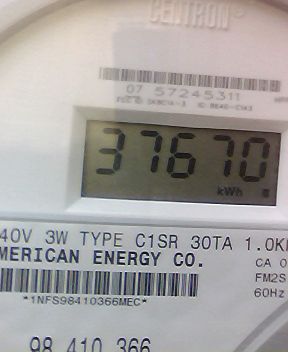 CENTRON®
07 57245311
37670
kWh
40V 3W TYPE C1SR 30TA 1.0K
MERICAN ENERGY CO.
CA 0
FM2S
60Hz
*1NFS98410366MEC*
98 410 366